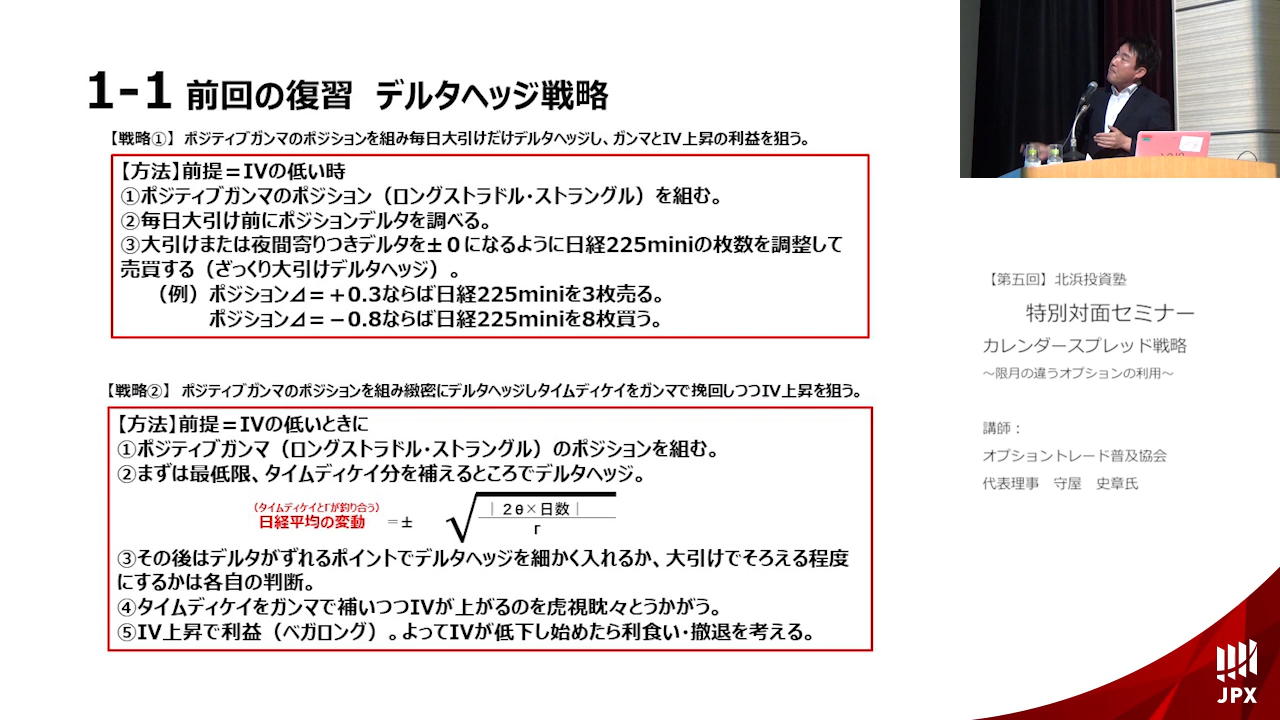 1-1 前回の復習 デルタヘッジ戦略
【戦略①】 ポジティブガンマのポジションを組み毎日大引けだけデルタヘッジし、ガンマとIV上昇の利益を狙う。
【方法】前提＝IVの低い時
①ポジティブガンマのポジション（ロングストラドル・ストラングル）を組む。
②毎日大引け前にポジションデルタを調べる。
③大引けまたは夜間寄りつきデルタを±０になるように日経225miniの枚数を調整して
売買する（ざっくり大引けデルタヘッジ）。
（例）ポジション⊿＝＋0.3ならば日経225miniを3枚売る。
ポジション⊿＝－0.8ならば日経225miniを8枚買う。
【戦略②】 ポジティブガンマのポジションを組み緻密にデルタヘッジしタイムディケイをガンマで挽回しつつIV上昇を狙う。
【方法】前提＝IVの低いときに
①ポジティブガンマ（ロングストラドル・ストラングル）のポジションを組む。
②まずは最低限、タイムディケイ分を補えるところでデルタヘッジ。
（タイムディケイとΓが釣り合う）
日経平均の変動 ＝± √｜２θ×日数｜
Γ
③その後はデルタがずれるポイントでデルタヘッジを細かく入れるか、大引けでそろえる程度
にするかは各自の判断。
④タイムディケイをガンマで補いつつIVが上がるのを虎視眈々とうかがう。
⑤IV上昇で利益（ベガロング）。よってIVが低下し始めたら利食い・撤退を考える。
【第五回】北浜投資塾
特別対面セミナー
カレンダースプレッド戦略
～限月の違うオプションの利用～
講師：
オプショントレード普及協会
代表理事 守屋 史章氏
JPX